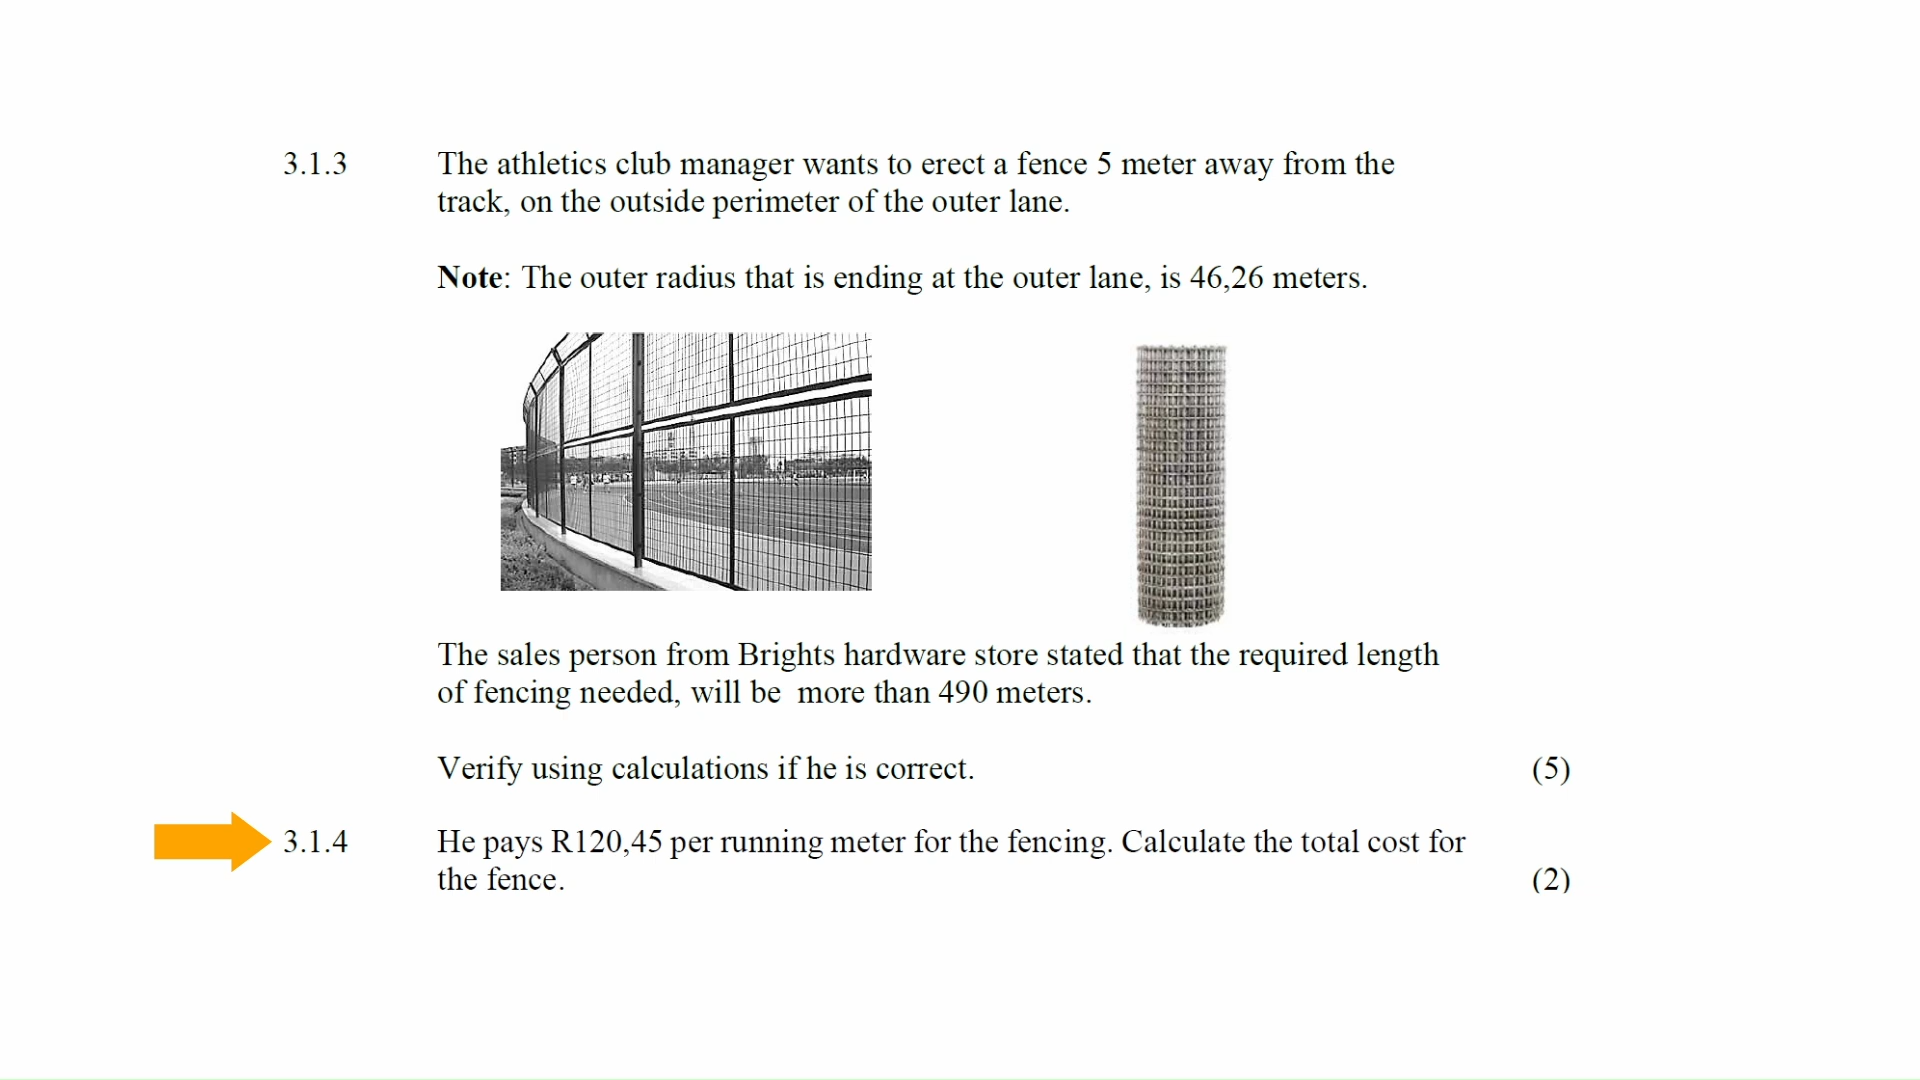 3.1.3 The athletics club manager wants to erect a fence 5 meter away from the
track, on the outside perimeter of the outer lane.
Note: The outer radius that is ending at the outer lane, is 46,26 meters.
The sales person from Brights hardware store stated that the required length
of fencing needed, will be more than 490 meters.
Verify using calculations if he is correct. (5)
3.1.4 He pays R120,45 per running meter for the fencing. Calculate the total cost for
the fence. (2)